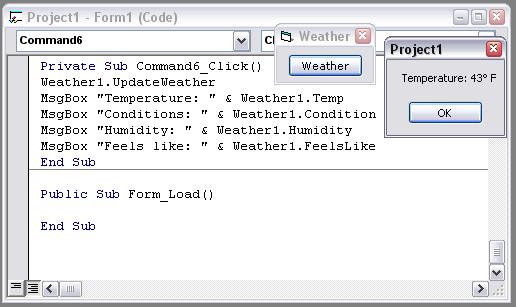 Project1 - Form1 (Code)
Command6
Weather
Weather
Project1
Temperature: 43° F
OK
Private Sub Command6_Click()
Weather1.UpdateWeather
MsgBox "Temperature: " & Weather1.Temp
MsgBox "Conditions: " & Weather1.Condition
MsgBox "Humidity: " & Weather1.Humidity
MsgBox "Feels like: " & Weather1.FeelsLike
End Sub
Public Sub Form_Load()
End Sub